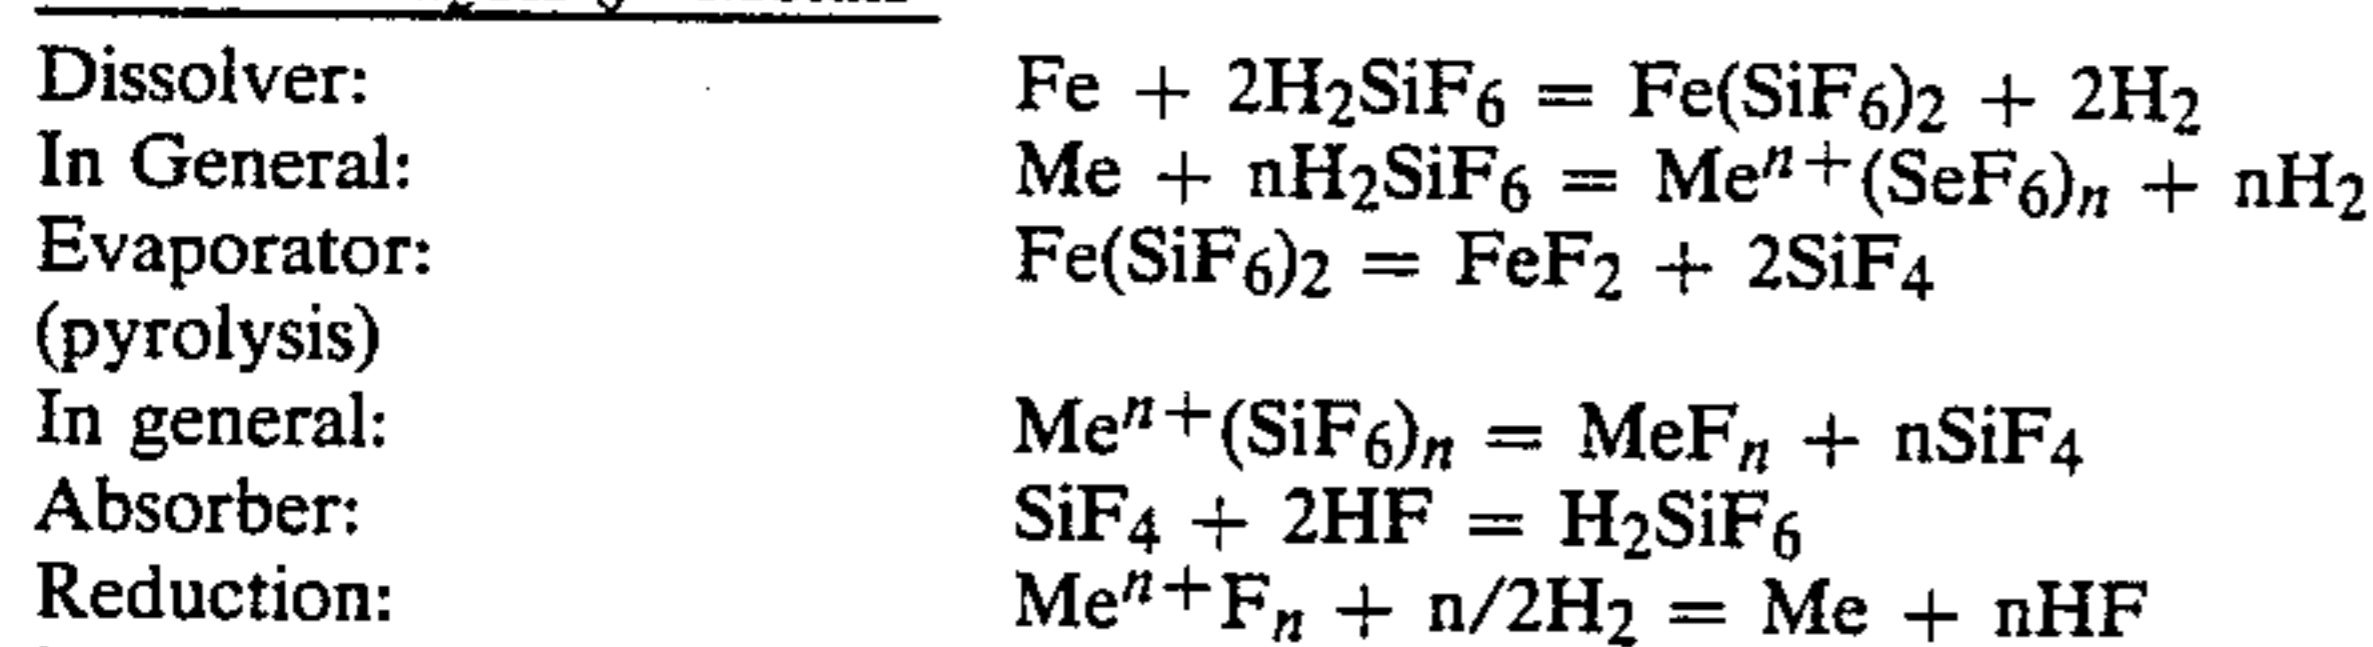 Dissolver: Fe + 2H₂SiF₆ = Fe(SiF₆)₂ + 2H₂
In General: Me + nH₂SiF₆ = Meⁿ⁺(SeF₆)ₙ + nH₂
Evaporator: Fe(SiF₆)₂ = FeF₂ + 2SiF₄
(pyrolysis)
In general: Meⁿ⁺(SiF₆)ₙ = MeFₙ + nSiF₄
Absorber: SiF₄ + 2HF = H₂SiF₆
Reduction: Meⁿ⁺Fₙ + n/2H₂ = Me + nHF